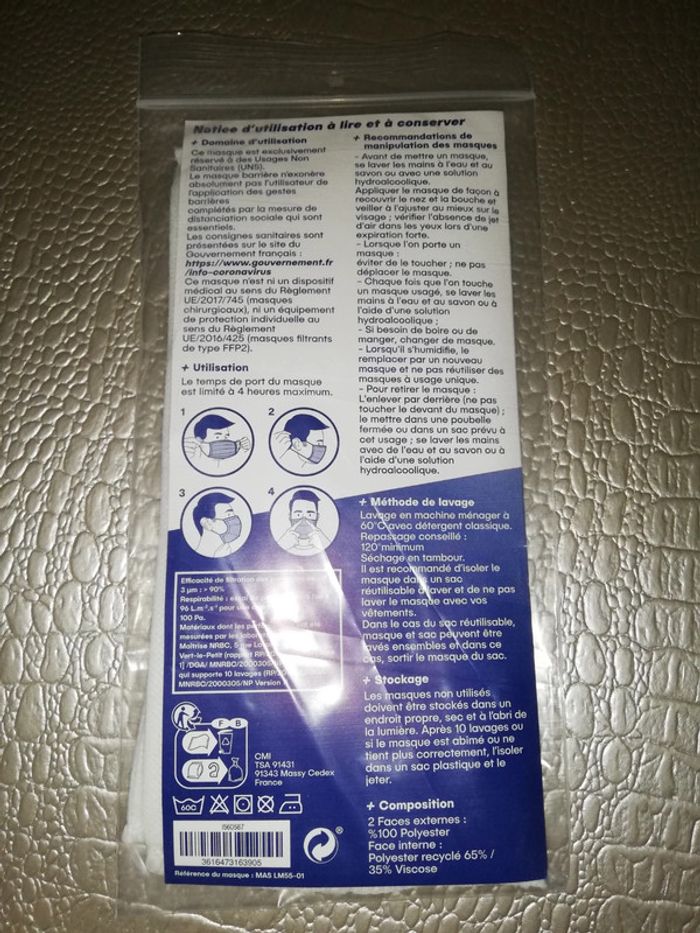 Notice d'utilisation à lire et à conserver
+ Domaine d'utilisation
Ce masque est exclusivement
réservé à des Usages Non
Sanitaires (UNS).
Le masque barrière n'exonère
absolument pas l'utilisateur de
l'application des gestes
barrières
complétés par la mesure de
distanciation sociale qui sont
essentiels.
Les consignes sanitaires sont
présentées sur le site du
Gouvernement français :
https://www.gouvernement.fr
/info-coronavirus
Ce masque n'est ni un dispositif
médical au sens du Règlement
UE/2017/745 (masques
chirurgicaux), ni un équipement
de protection individuelle au
sens du Règlement
UE/2016/425 (masques filtrants
de type FFP2).
+ Utilisation
Le temps de port du masque
est limité à 4 heures maximum.
1
2
3
4
Efficacité de filtration des
3 µm : > 90%
Respirabilité : essai de
96 L.m-².s-¹ pour une
100 Pa.
Matériaux dont les été
mesurées par les
Maîtrise NRBC, 5 rue
Vert-le-Petit (rapport
1] /DGA/ MNRBC/2000305/
qui supporte 10 lavages
MNRBC/2000305/NP Version
F B
CMI
TSA 91431
91343 Massy Cedex
France
60C
I560567
3616473163905
Référence du masque : MAS LM55-01
+ Recommandations de
manipulation des masques
- Avant de mettre un masque,
se laver les mains à l'eau et au
savon ou avec une solution
hydroalcoolique.
Appliquer le masque de façon à
recouvrir le nez et la bouche et
veiller à l'ajuster au mieux sur le
visage ; vérifier l'absence de jet
d'air dans les yeux lors d'une
expiration forte.
- Lorsque l'on porte un
masque :
éviter de le toucher ; ne pas
déplacer le masque.
- Chaque fois que l'on touche
un masque usagé, se laver les
mains à l'eau et au savon ou à
l'aide d'une solution
hydroalcoolique ;
- Si besoin de boire ou de
manger, changer de masque.
- Lorsqu'il s'humidifie, le
remplacer par un nouveau
masque et ne pas réutiliser des
masques à usage unique.
- Pour retirer le masque :
L'enlever par derrière (ne pas
toucher le devant du masque) ;
le mettre dans une poubelle
fermée ou dans un sac prévu à
cet usage ; se laver les mains
avec de l'eau et au savon ou à
l'aide d'une solution
hydroalcoolique.
+ Méthode de lavage
Lavage en machine ménager à
60°C avec détergent classique.
Repassage conseillé :
120°minimum
Séchage en tambour.
Il est recommandé d'isoler le
masque dans un sac
réutilisable à laver et de ne pas
laver le masque avec vos
vêtements.
Dans le cas du sac réutilisable,
masque et sac peuvent être
lavés ensembles et dans ce
cas, sortir le masque du sac.
+ Stockage
Les masques non utilisés
doivent être stockés dans un
endroit propre, sec et à l'abri de
la lumière. Après 10 lavages ou
si le masque est abîmé ou ne
tient plus correctement, l'isoler
dans un sac plastique et le
jeter.
+ Composition
2 Faces externes :
%100 Polyester
Face interne :
Polyester recyclé 65% /
35% Viscose